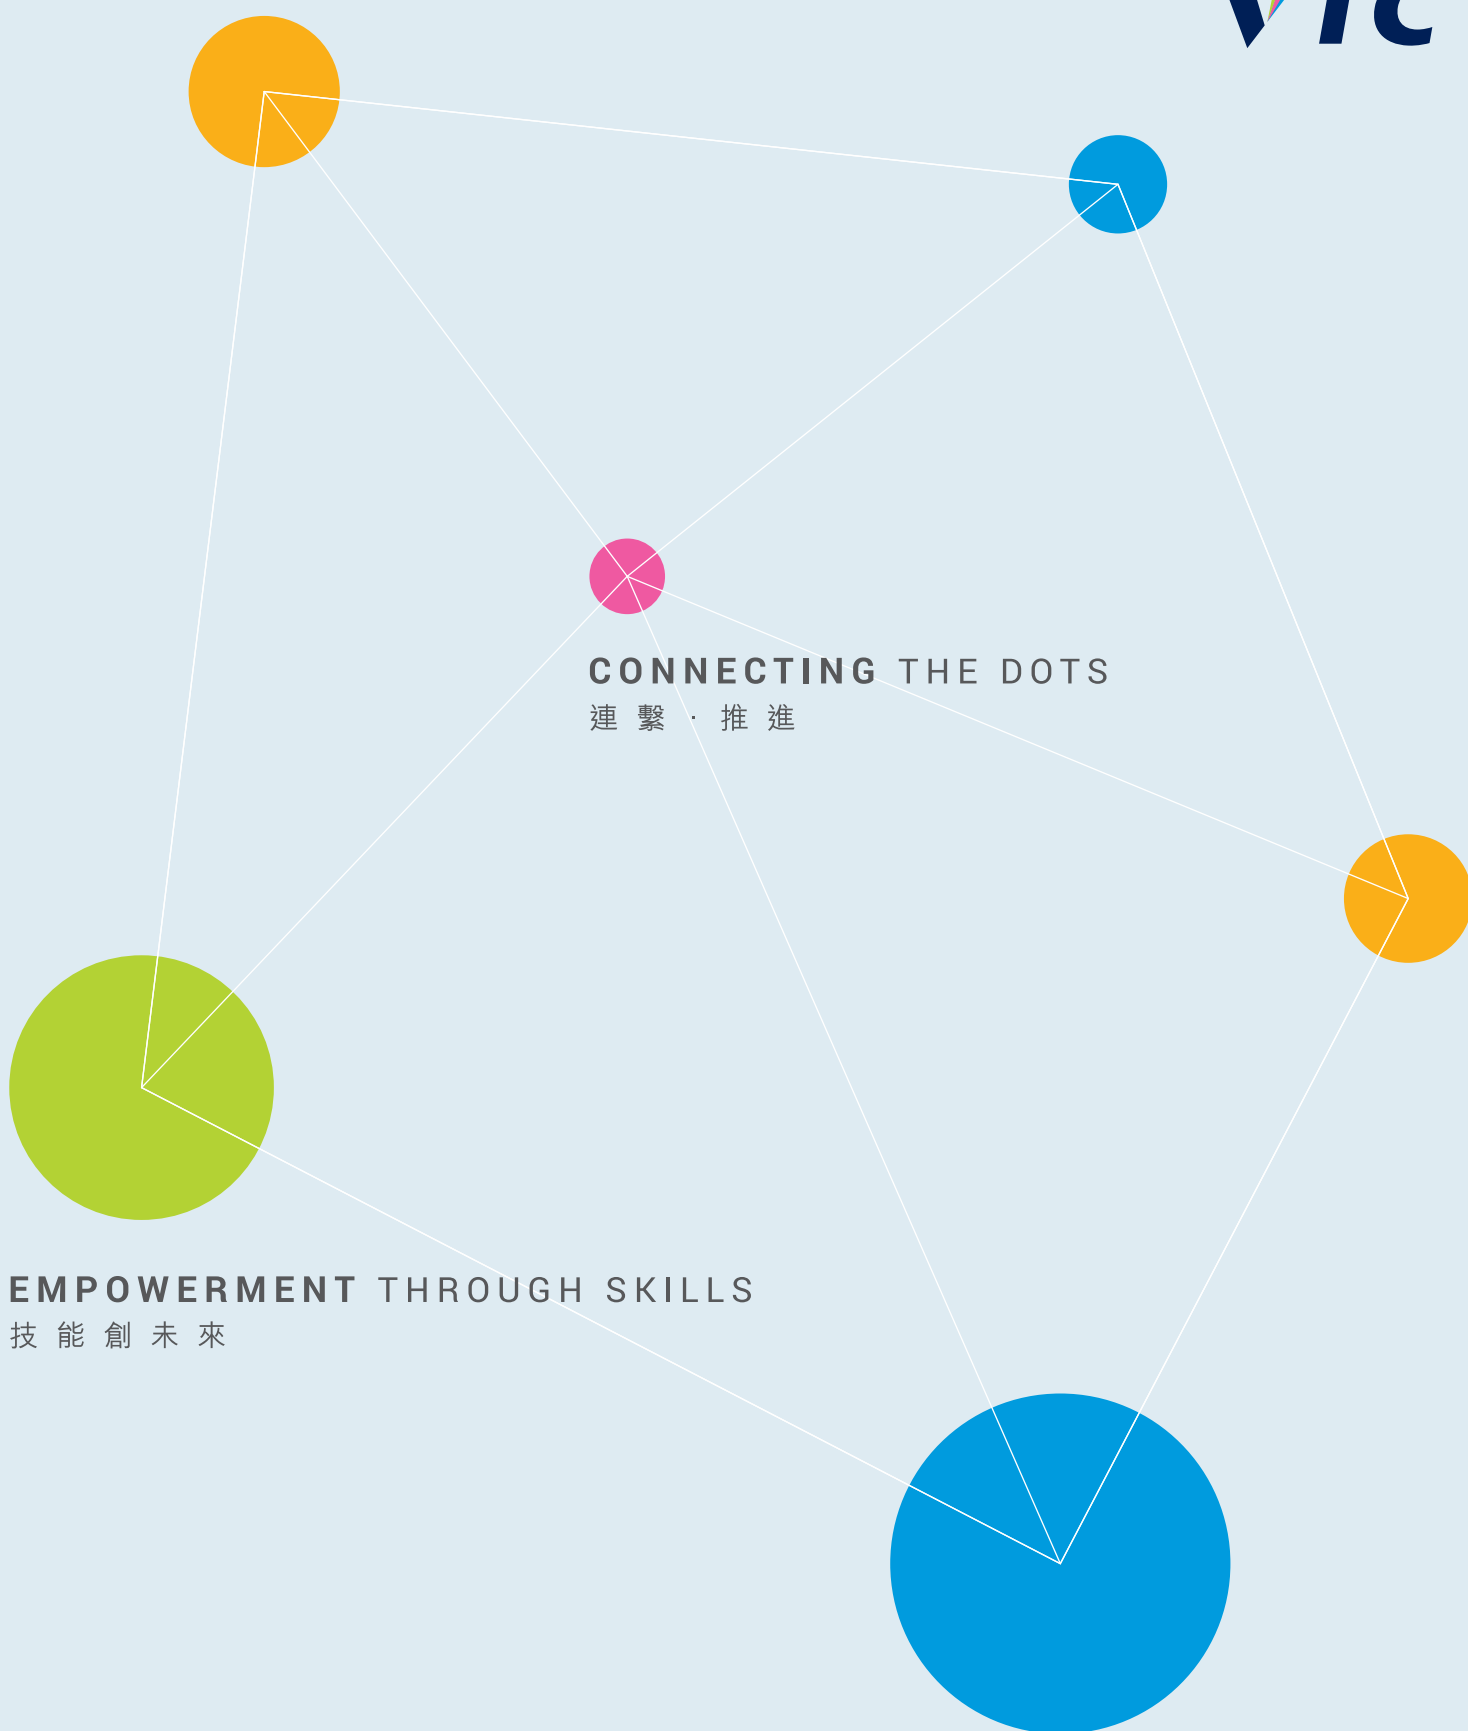 CONNECTING THE DOTS
連繫．推進
EMPOWERMENT THROUGH SKILLS
技能創未來